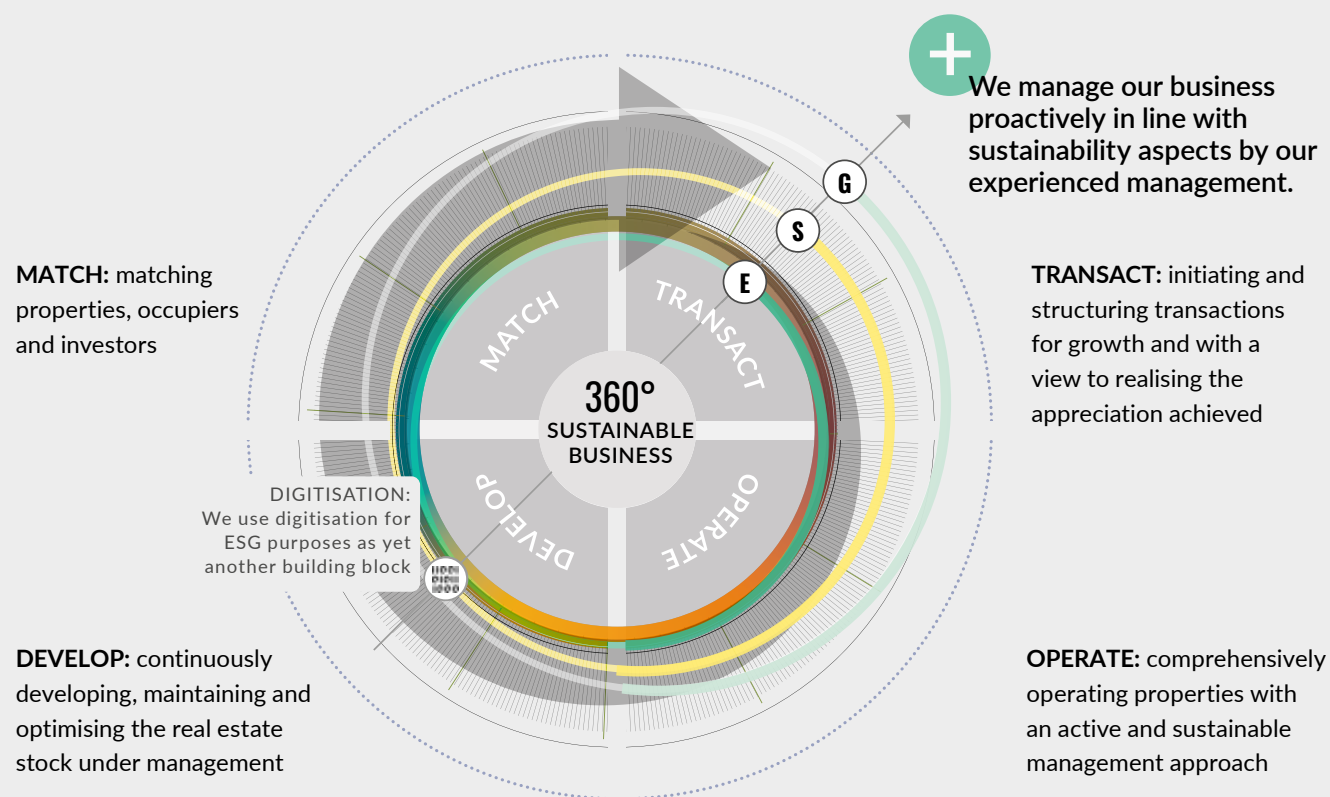 We manage our business
proactively in line with
sustainability aspects by our
experienced management.
G
S
E
MATCH: matching
properties, occupiers
and investors
TRANSACT: initiating and
structuring transactions
for growth and with a
view to realising the
appreciation achieved
MATCH
TRANSACT
360°
SUSTAINABLE
BUSINESS
DEVELOP
OPERATE
DIGITISATION:
We use digitisation for
ESG purposes as yet
another building block
DEVELOP: continuously
developing, maintaining and
optimising the real estate
stock under management
OPERATE: comprehensively
operating properties with
an active and sustainable
management approach